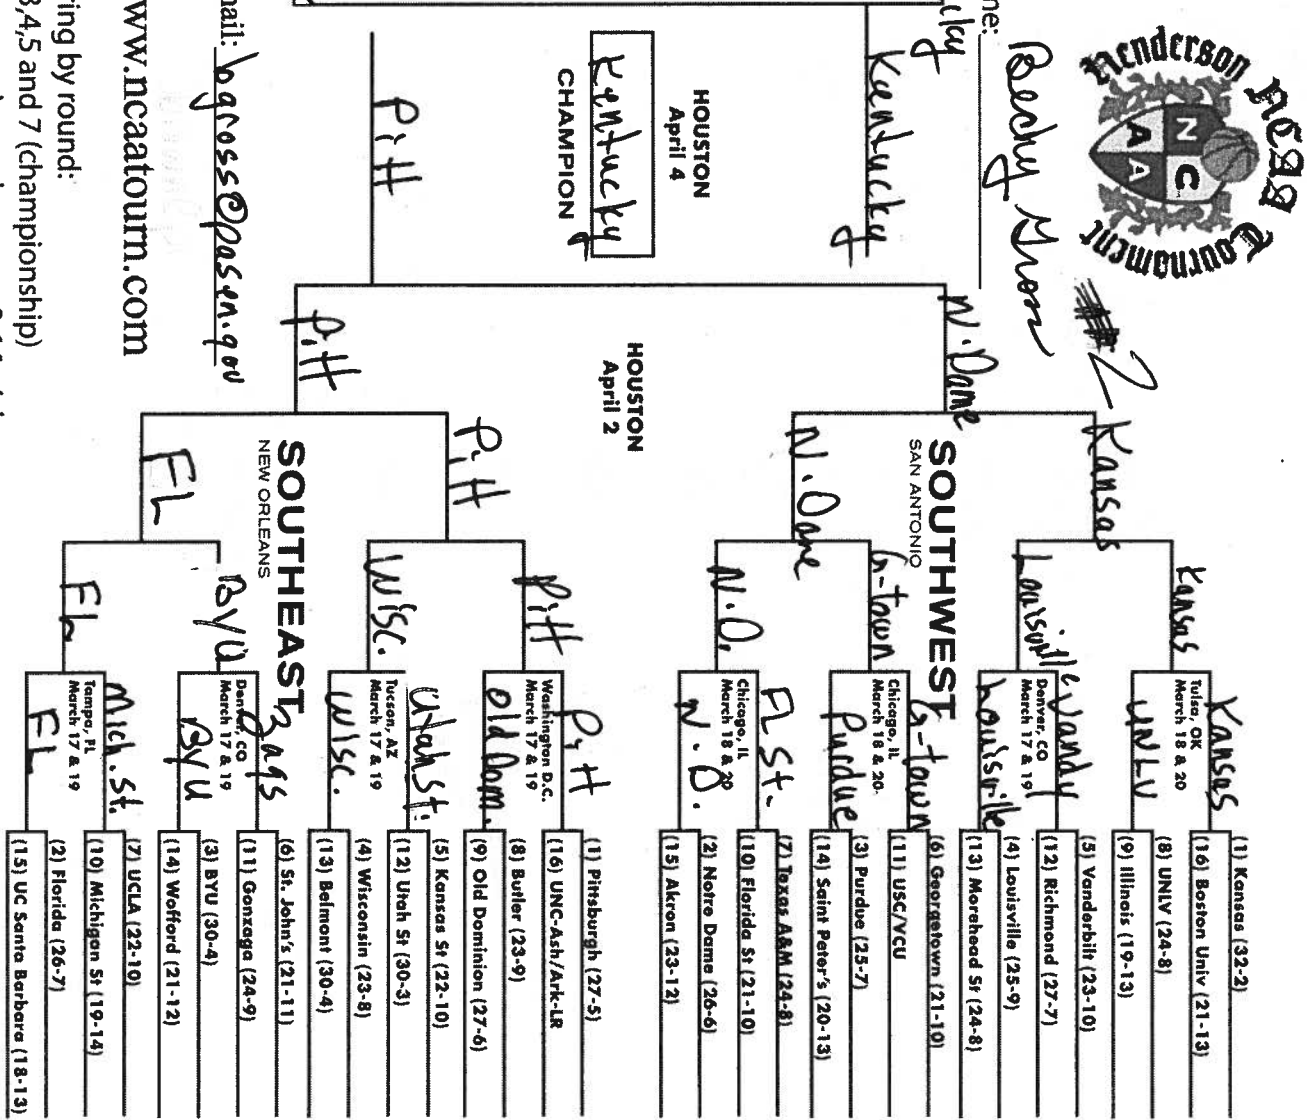 Henderson NCAA Tournament
N C A A
#2
me:
Becky
Kentucky
HOUSTON
April 4
Kentucky
CHAMPION
Pitt
mail: bgross@pasen.gov
www.ncaatourn.com
ring by round:
3,4,5 and 7 (championship)
HOUSTON
April 2
N. Dame
Pitt
SOUTHWEST
SAN ANTONIO
Kansas
N. Dame
Kansas
Louisville
G-town
N.D.
Kansas
Tulsa, OK
March 18 & 20
UNLV
Vandy
Denver, CO
March 17 & 19
Louisville
G-town
Chicago, IL
March 18 & 20
Purdue
FL St.
Chicago, IL
March 18 & 20
N.D.
(1) Kansas (32-2)
(16) Boston Univ (21-13)
(8) UNLV (24-8)
(9) Illinois (19-13)
(5) Vanderbilt (23-10)
(12) Richmond (27-7)
(4) Louisville (25-9)
(13) Morehead St (24-8)
(6) Georgetown (21-10)
(11) USC/VCU
(3) Purdue (25-7)
(14) Saint Peter's (20-13)
(7) Texas A&M (24-8)
(10) Florida St (21-10)
(2) Notre Dame (26-6)
(15) Akron (23-12)
SOUTHEAST
NEW ORLEANS
Pitt
FL
Pitt
Wisc.
BYU
FL
Pitt
Washington D.C.
March 17 & 19
Old Dom.
Utah St.
Tucson, AZ
March 17 & 19
Wisc.
Zags
Denver, CO
March 17 & 19
BYU
Mich. St.
Tampa, FL
March 17 & 19
FL
(1) Pittsburgh (27-5)
(16) UNC-Ash/Ark-LR
(8) Butler (23-9)
(9) Old Dominion (27-6)
(5) Kansas St (22-10)
(12) Utah St (30-3)
(4) Wisconsin (23-8)
(13) Belmont (30-4)
(6) St. John's (21-11)
(11) Gonzaga (24-9)
(3) BYU (30-4)
(14) Wofford (21-12)
(7) UCLA (22-10)
(10) Michigan St (19-14)
(2) Florida (26-7)
(15) UC Santa Barbara (18-13)